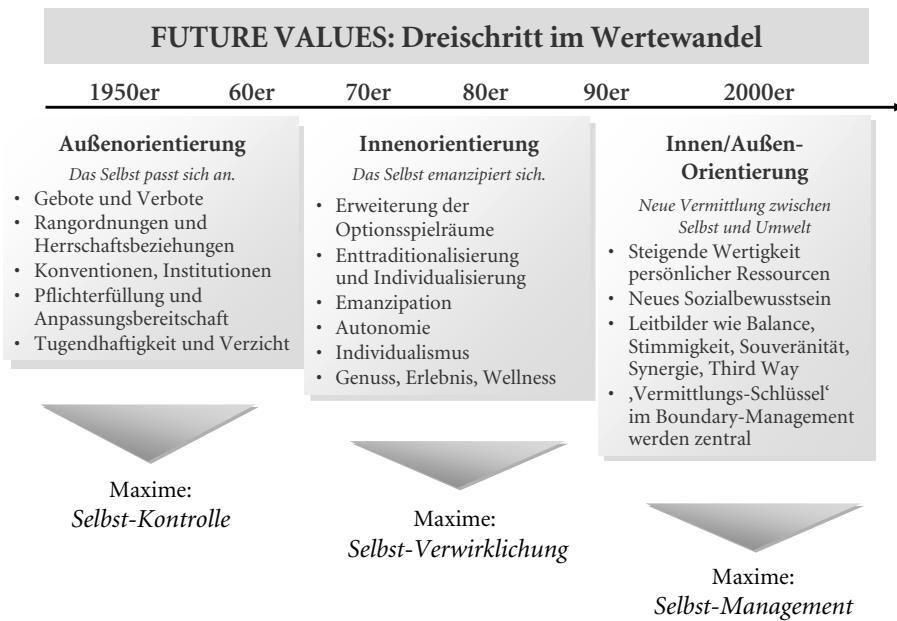 FUTURE VALUES: Dreischritt im Wertewandel
1950er 60er 70er 80er 90er 2000er
Außenorientierung
Das Selbst passt sich an.
• Gebote und Verbote
• Rangordnungen und
Herrschaftsbeziehungen
• Konventionen, Institutionen
• Pflichterfüllung und
Anpassungsbereitschaft
• Tugendhaftigkeit und Verzicht
Maxime:
Selbst-Kontrolle
Innenorientierung
Das Selbst emanzipiert sich.
• Erweiterung der
Optionsspielräume
• Enttraditionalisierung
und Individualisierung
• Emanzipation
• Autonomie
• Individualismus
• Genuss, Erlebnis, Wellness
Maxime:
Selbst-Verwirklichung
Innen/Außen-
Orientierung
Neue Vermittlung zwischen
Selbst und Umwelt
• Steigende Wertigkeit
persönlicher Ressourcen
• Neues Sozialbewusstsein
• Leitbilder wie Balance,
Stimmigkeit, Souveränität,
Synergie, Third Way
• ‚Vermittlungs-Schlüssel‘
im Boundary-Management
werden zentral
Maxime:
Selbst-Management